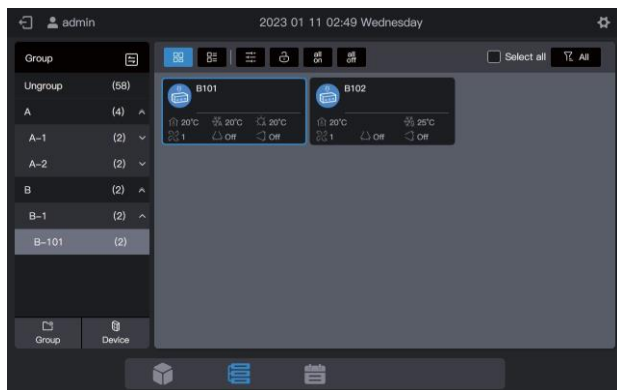 admin
2023 01 11 02:49 Wednesday
Group
all on
all off
Select all
All
Ungroup (58)
A (4)
A-1 (2)
A-2 (2)
B (2)
B-1 (2)
B-101 (2)
B101
20°C 20°C 20°C
1 Off Off
B102
20°C 25°C
1 Off Off
Group
Device